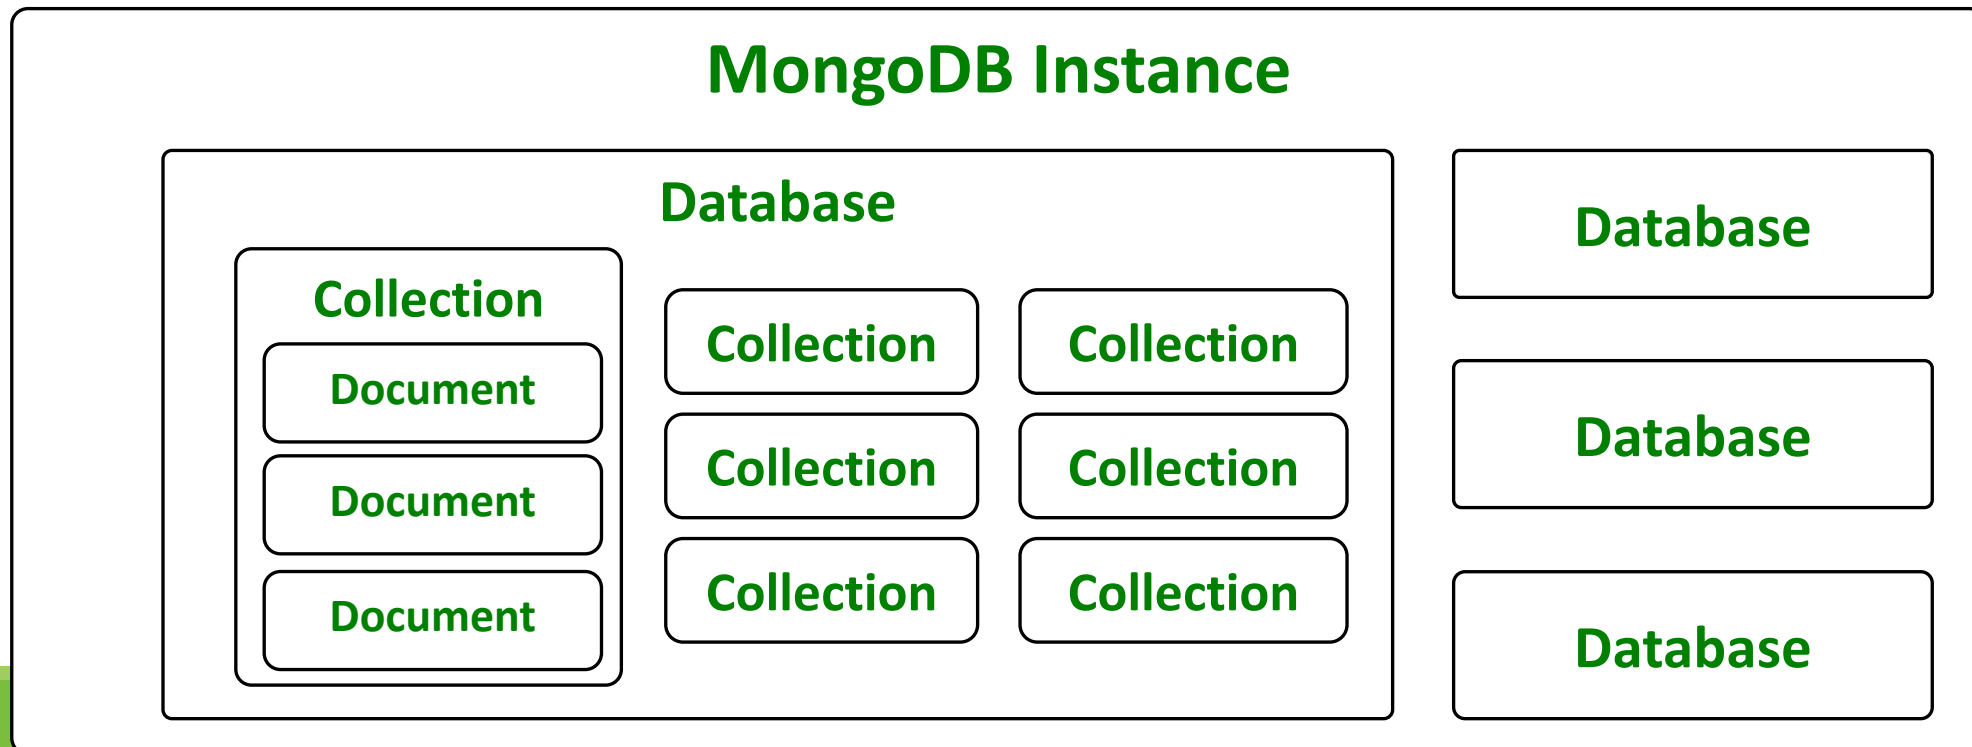 MongoDB Instance
Database
Collection
Document
Document
Document
Collection
Collection
Collection
Collection
Collection
Collection
Database
Database
Database